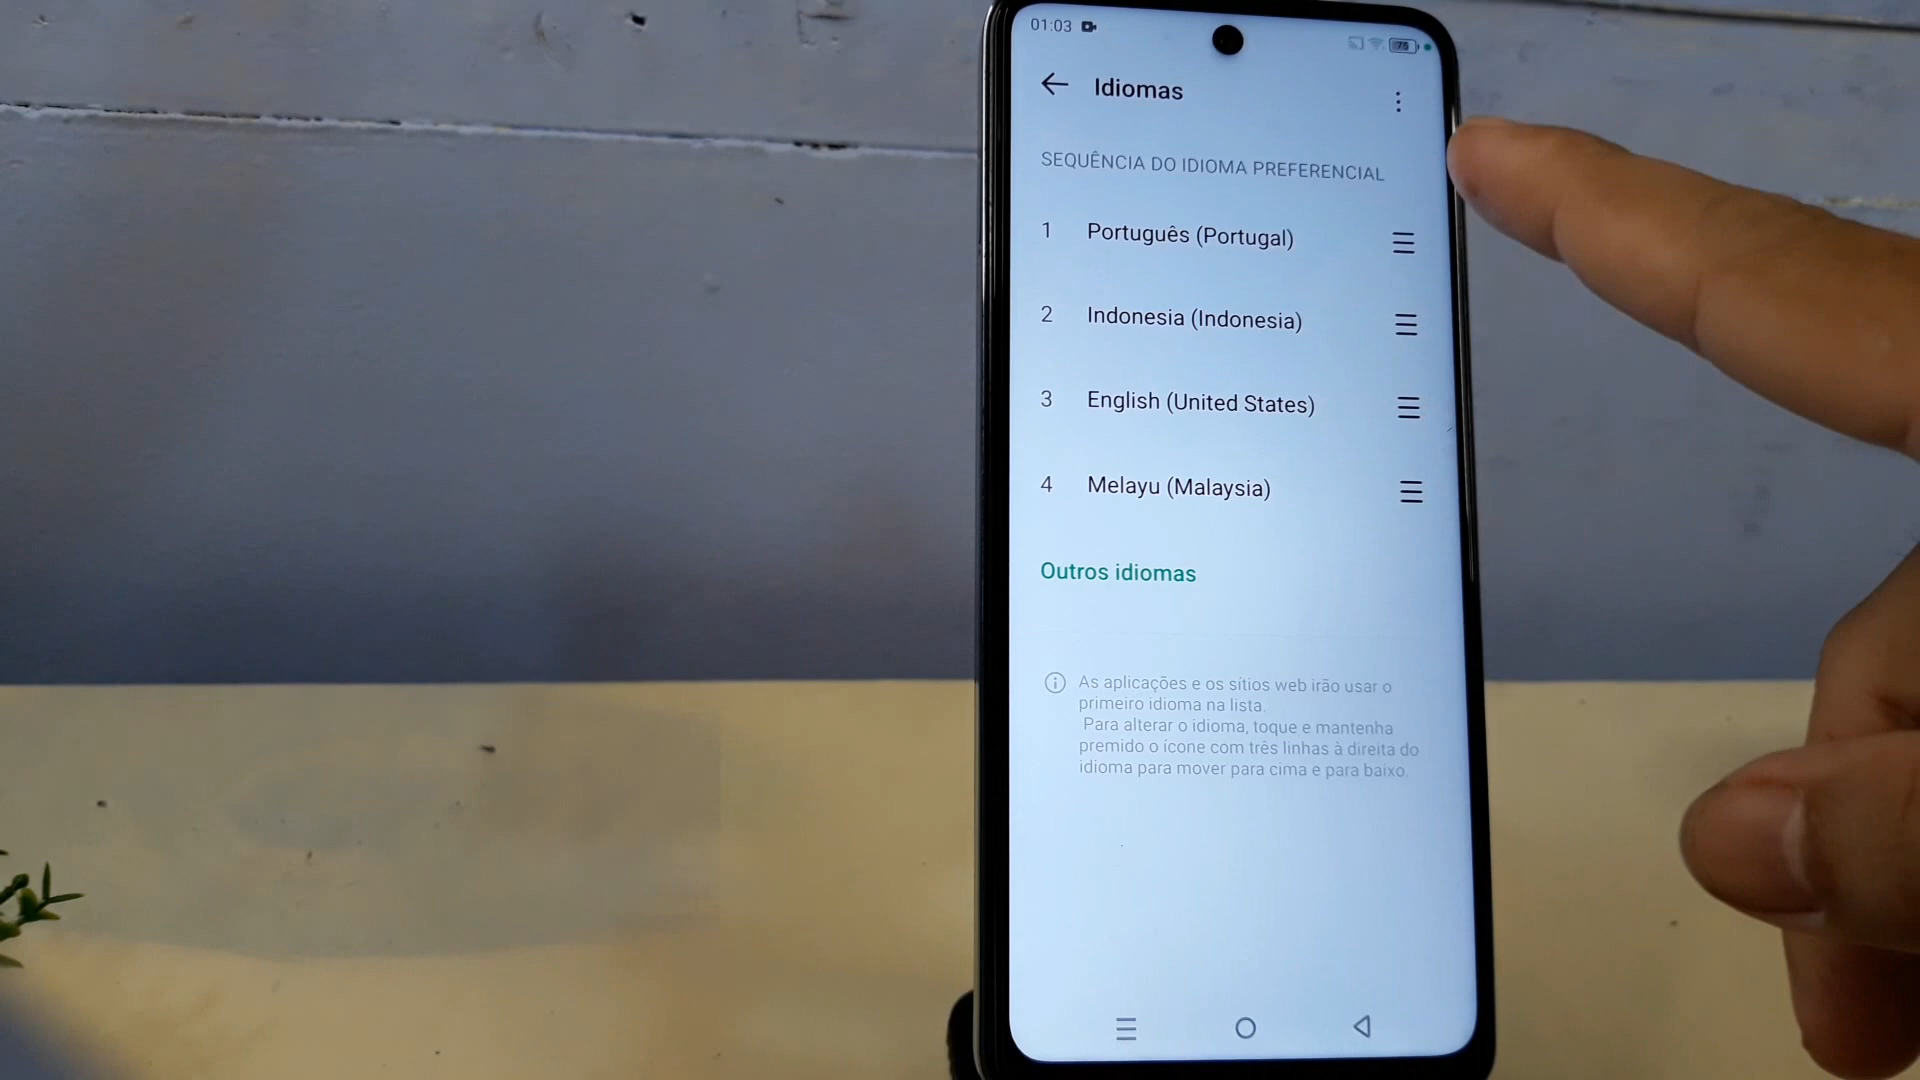 01:03
75
Idiomas
SEQUÊNCIA DO IDIOMA PREFERENCIAL
1 Português (Portugal)
2 Indonesia (Indonesia)
3 English (United States)
4 Melayu (Malaysia)
Outros idiomas
As aplicações e os sítios web irão usar o
primeiro idioma na lista.
Para alterar o idioma, toque e mantenha
premido o ícone com três linhas à direita do
idioma para mover para cima e para baixo.